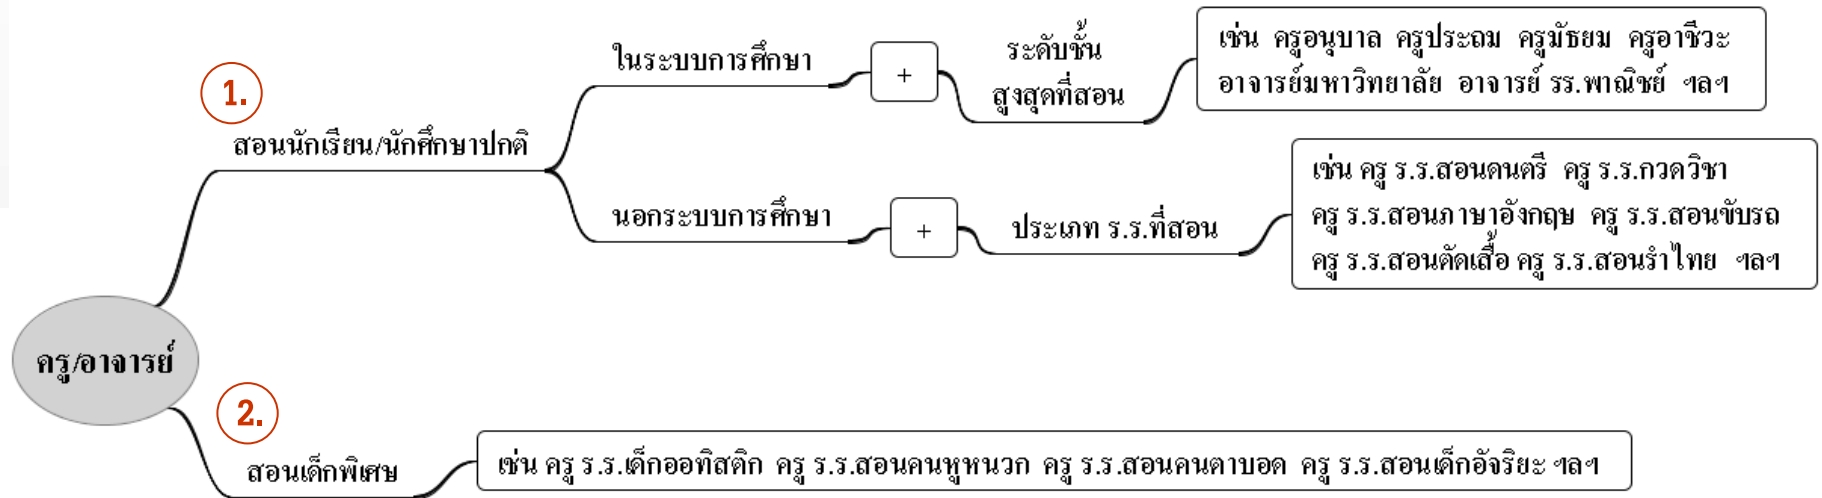 1.
สอนนักเรียน/นักศึกษาปกติ
ในระบบการศึกษา
+
ระดับชั้น
สูงสุดที่สอน
เช่น ครูอนุบาล ครูประถม ครูมัธยม ครูอาชีวะ
อาจารย์มหาวิทยาลัย อาจารย์ รร.พาณิชย์ ฯลฯ
นอกระบบการศึกษา
+
ประเภท ร.ร.ที่สอน
เช่น ครู ร.ร.สอนดนตรี ครู ร.ร.กวดวิชา
ครู ร.ร.สอนภาษาอังกฤษ ครู ร.ร.สอนขับรถ
ครู ร.ร.สอนตัดเสื้อ ครู ร.ร.สอนรำไทย ฯลฯ
ครู/อาจารย์
2.
สอนเด็กพิเศษ
เช่น ครู ร.ร.เด็กออทิสติก ครู ร.ร.สอนคนหูหนวก ครู ร.ร.สอนคนตาบอด ครู ร.ร.สอนเด็กอัจริยะ ฯลฯ